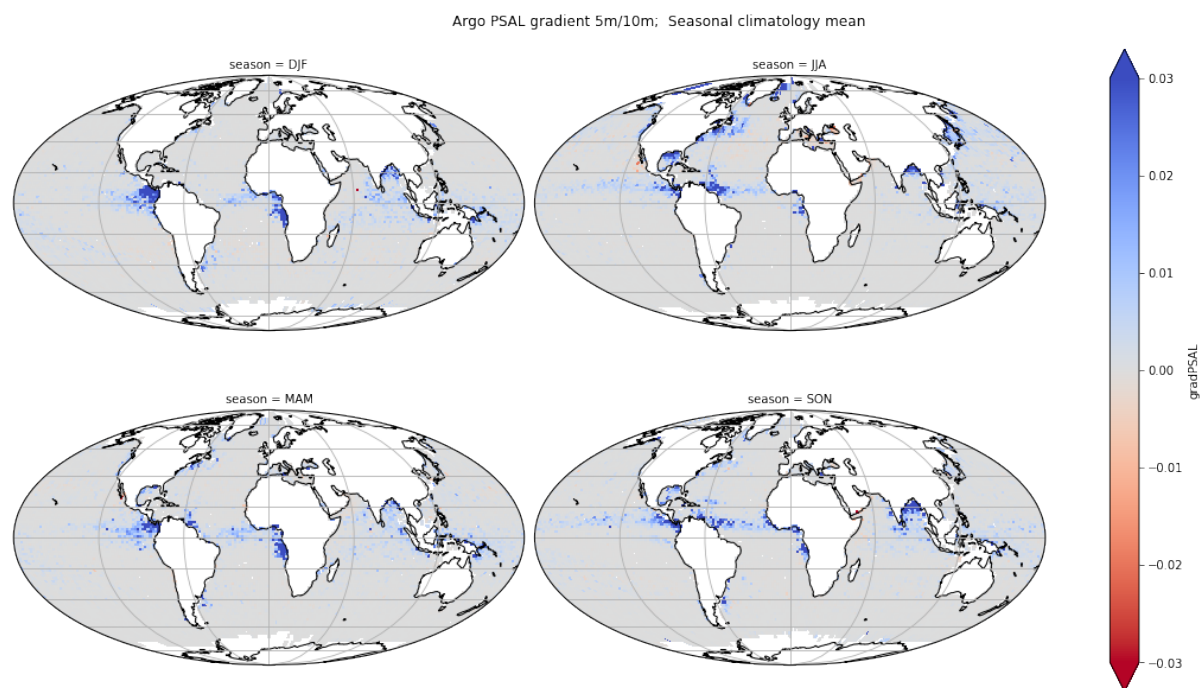 Argo PSAL gradient 5m/10m;  Seasonal climatology mean
season = DJF
season = JJA
season = MAM
season = SON
0.03
0.02
0.01
0.00
−0.01
−0.02
−0.03
gradPSAL